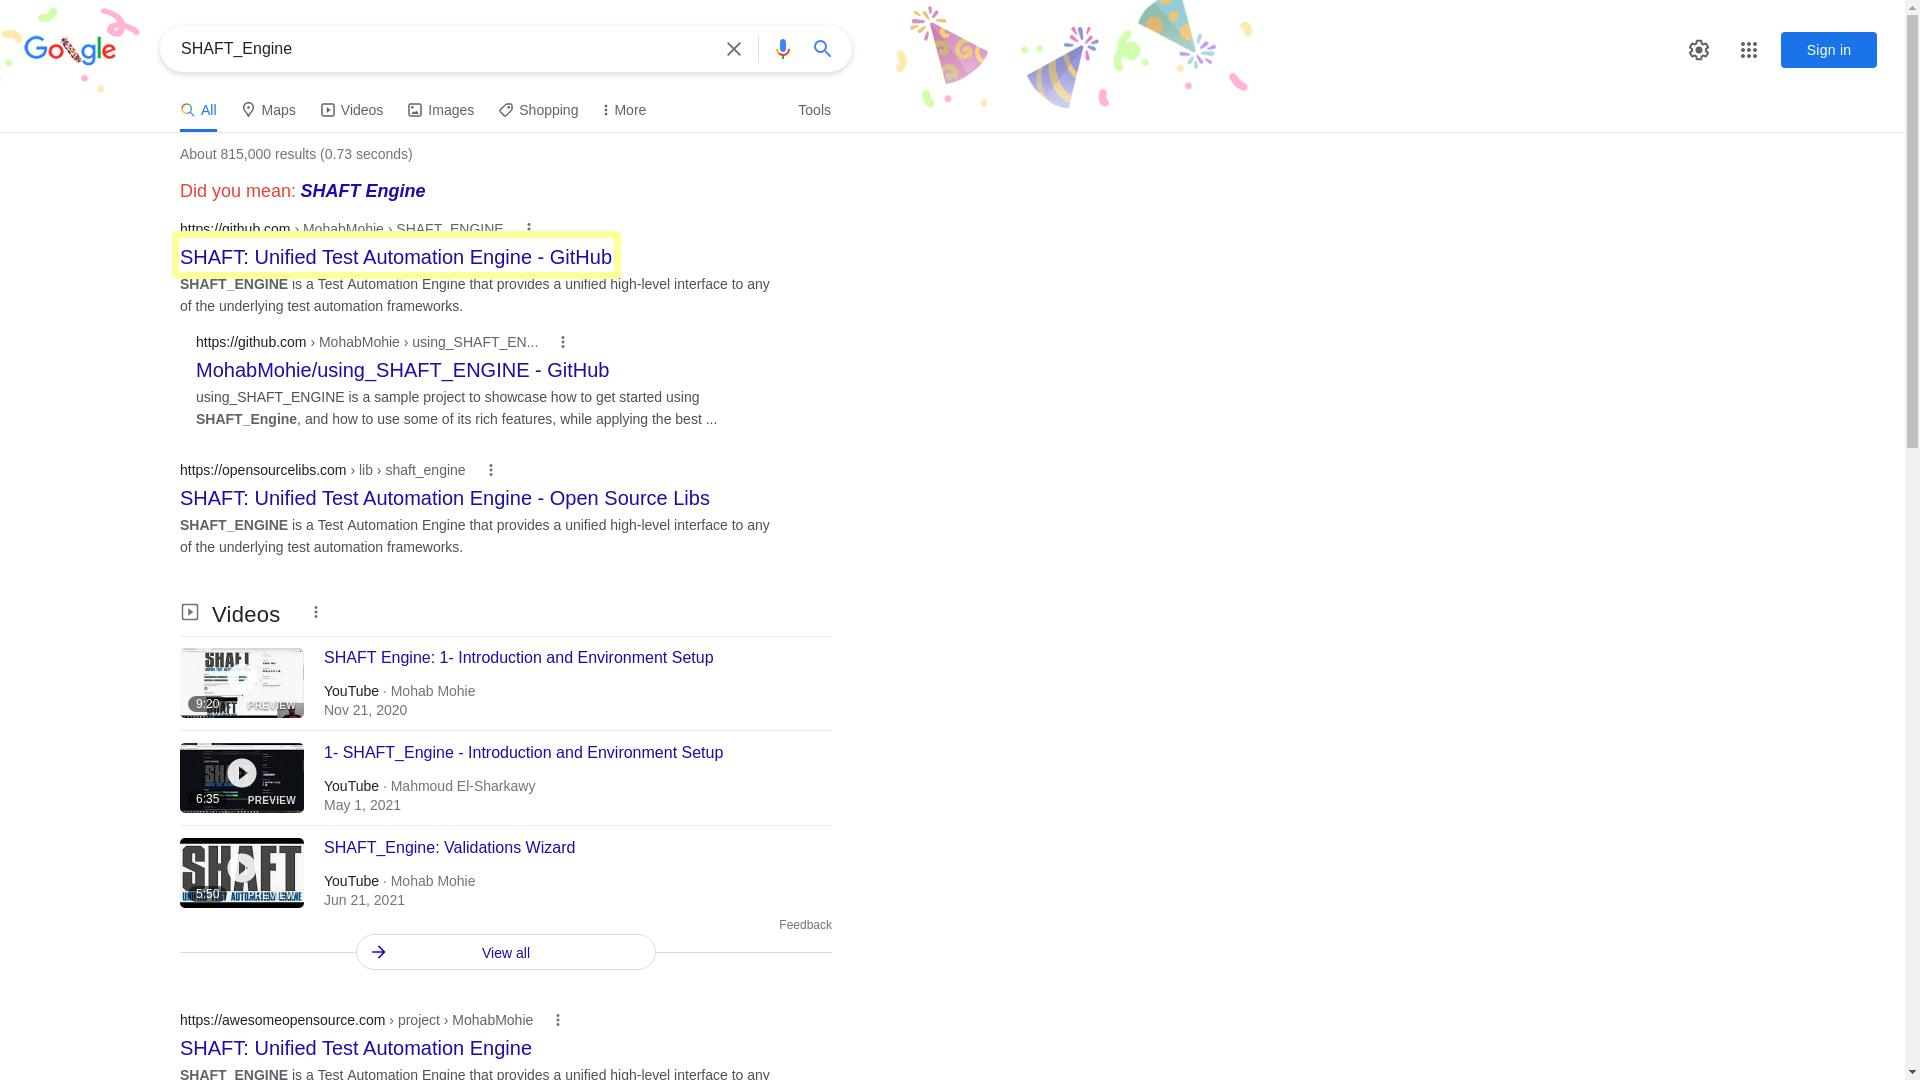 Google
SHAFT_Engine
Sign in
All
Maps
Videos
Images
Shopping
More
Tools
About 815,000 results (0.73 seconds)
Did you mean: SHAFT Engine
https://github.com › MohabMohie › SHAFT_ENGINE
SHAFT: Unified Test Automation Engine - GitHub
SHAFT_ENGINE is a Test Automation Engine that provides a unified high-level interface to any
of the underlying test automation frameworks.
https://github.com › MohabMohie › using_SHAFT_EN...
MohabMohie/using_SHAFT_ENGINE - GitHub
using_SHAFT_ENGINE is a sample project to showcase how to get started using
SHAFT_Engine, and how to use some of its rich features, while applying the best ...
https://opensourcelibs.com › lib › shaft_engine
SHAFT: Unified Test Automation Engine - Open Source Libs
SHAFT_ENGINE is a Test Automation Engine that provides a unified high-level interface to any
of the underlying test automation frameworks.
Videos
SHAFT
9:20
PREVIEW
SHAFT Engine: 1- Introduction and Environment Setup
YouTube · Mohab Mohie
Nov 21, 2020
6:35
PREVIEW
1- SHAFT_Engine - Introduction and Environment Setup
YouTube · Mahmoud El-Sharkawy
May 1, 2021
SHAFT
5:50
PREVIEW
SHAFT_Engine: Validations Wizard
YouTube · Mohab Mohie
Jun 21, 2021
Feedback
View all
https://awesomeopensource.com › project › MohabMohie
SHAFT: Unified Test Automation Engine
SHAFT_ENGINE is a Test Automation Engine that provides a unified high-level interface to any